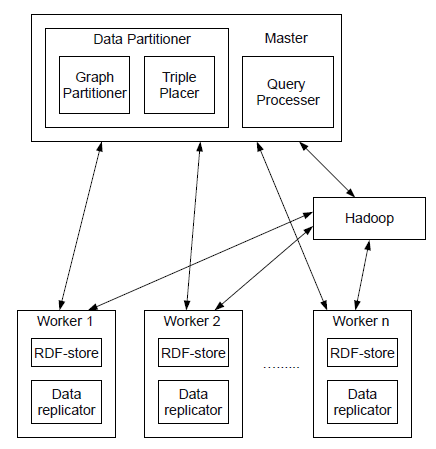 Data Partitioner
Master
Graph
Partitioner
Triple
Placer
Query
Processer
Hadoop
Worker 1
RDF-store
Data
replicator
Worker 2
RDF-store
Data
replicator
.........
Worker n
RDF-store
Data
replicator